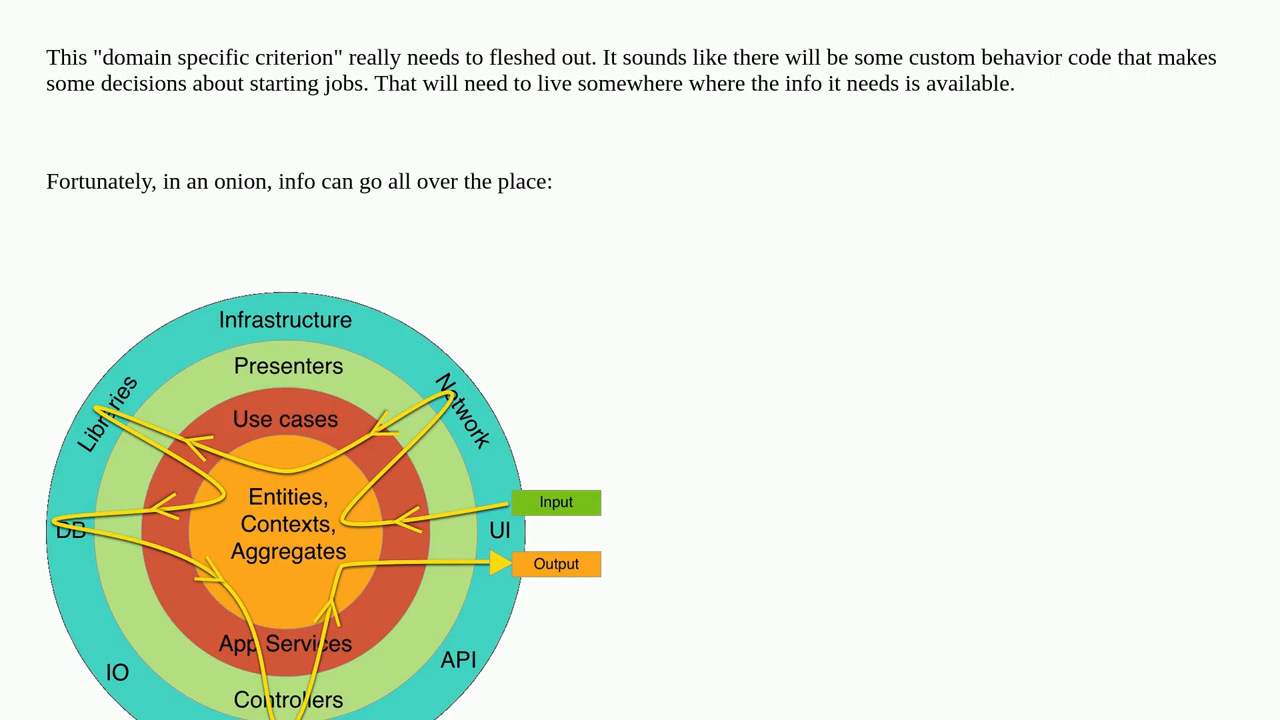 This "domain specific criterion" really needs to fleshed out. It sounds like there will be some custom behavior code that makes
some decisions about starting jobs. That will need to live somewhere where the info it needs is available.
Fortunately, in an onion, info can go all over the place:
Infrastructure
Presenters
Libraries
Network
Use cases
Entities,
Contexts,
Aggregates
Input
DB
UI
Output
App Services
API
IO
Controllers